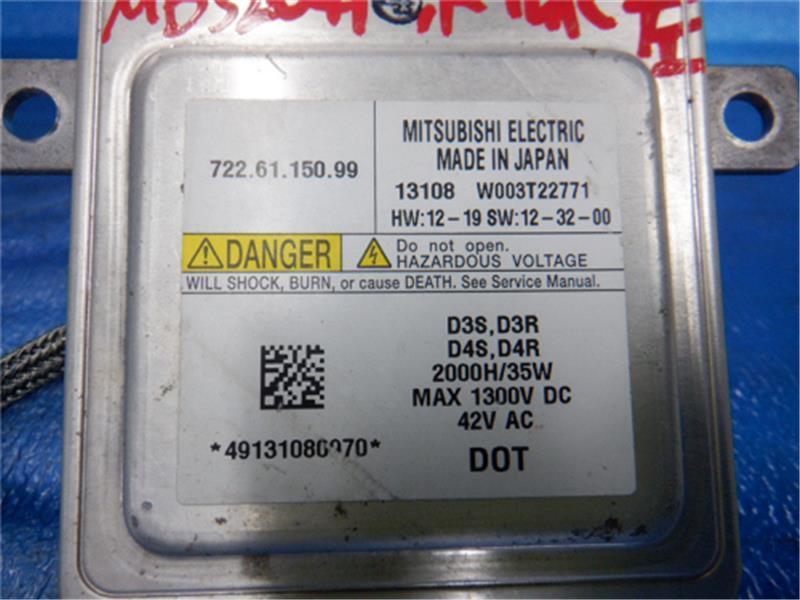 722.61.150.99
MITSUBISHI ELECTRIC
MADE IN JAPAN
13108 W003T22771
HW:12-19 SW:12-32-00
DANGER
Do not open.
HAZARDOUS VOLTAGE
WILL SHOCK, BURN, or cause DEATH. See Service Manual.
D3S,D3R
D4S,D4R
2000H/35W
MAX 1300V DC
42V AC
DOT